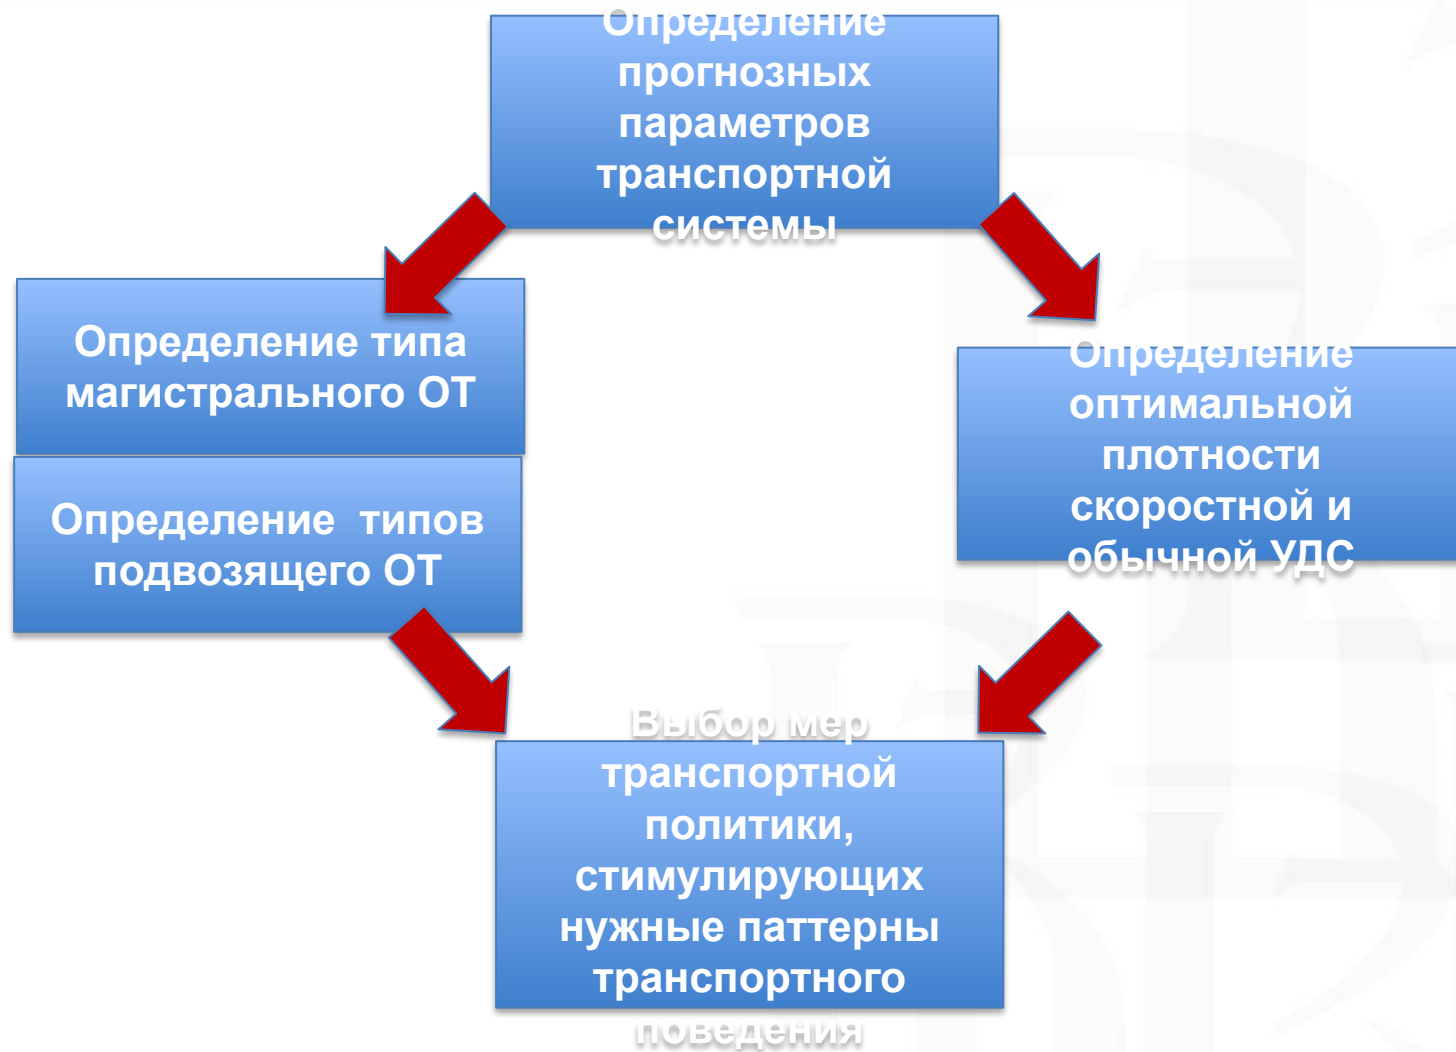 Определение
прогнозных
параметров
транспортной
системы
Определение типа
магистрального ОТ
Определение типов
подвозящего ОТ
Определение
оптимальной
плотности
скоростной и
обычной УДС
Выбор мер
транспортной
политики,
стимулирующих
нужные паттерны
транспортного
поведения